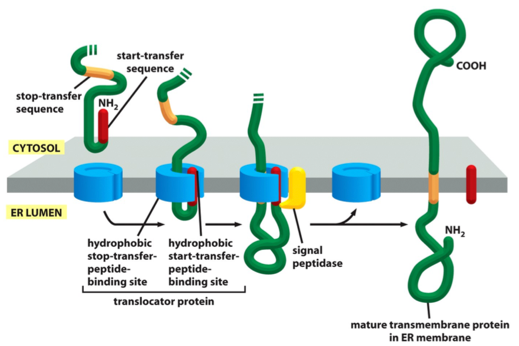 start-transfer
sequence
stop-transfer
sequence
NH2
COOH
CYTOSOL
ER LUMEN
NH2
hydrophobic
stop-transfer-
peptide-
binding site
hydrophobic
start-transfer-
peptide-
binding site
signal
peptidase
translocator protein
mature transmembrane protein
in ER membrane